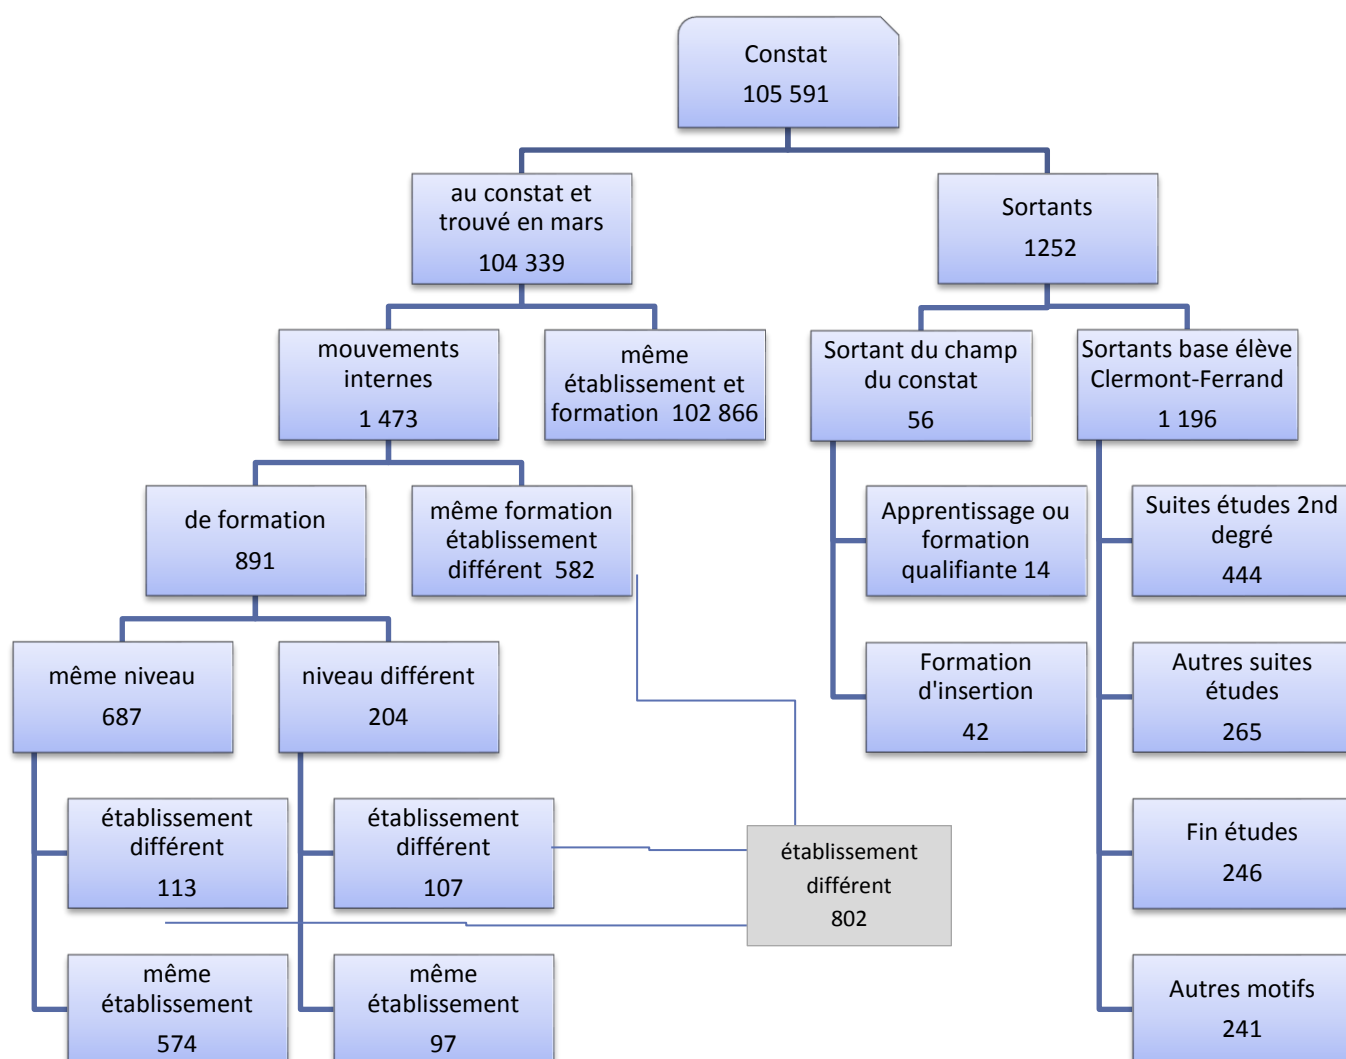 Constat
105 591
au constat et
trouvé en mars
104 339
Sortants
1252
mouvements
internes
1 473
même
établissement et
formation 102 866
Sortant du champ
du constat
56
Sortants base élève
Clermont-Ferrand
1 196
de formation
891
même formation
établissement
différent 582
Apprentissage ou
formation
qualifiante 14
Suites études 2nd
degré
444
même niveau
687
niveau différent
204
Formation
d'insertion
42
Autres suites
études
265
établissement
différent
113
établissement
différent
107
établissement
différent
802
Fin études
246
même
établissement
574
même
établissement
97
Autres motifs
241